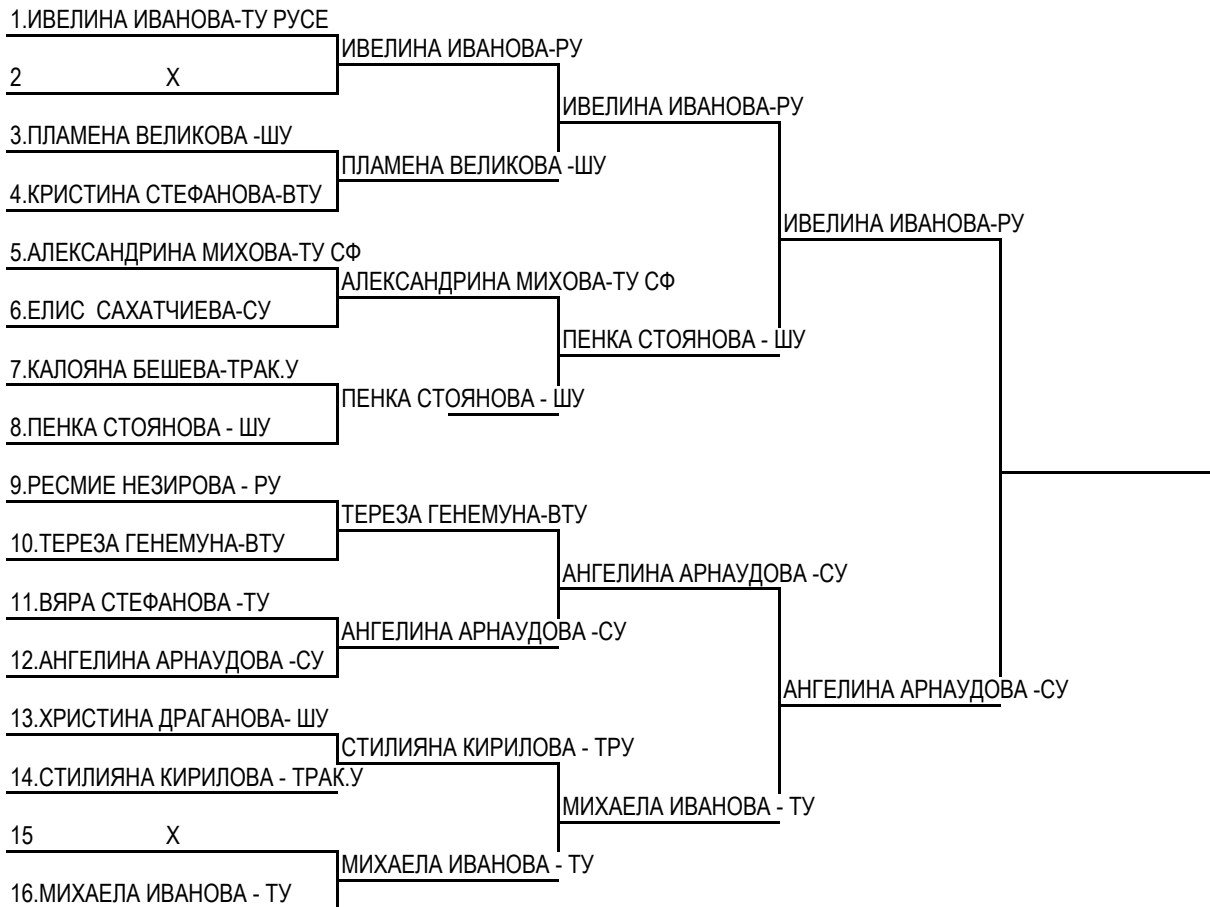 1.ИВЕЛИНА ИВАНОВА-ТУ РУСЕ
ИВЕЛИНА ИВАНОВА-РУ
2 X
ИВЕЛИНА ИВАНОВА-РУ
3.ПЛАМЕНА ВЕЛИКОВА -ШУ
ПЛАМЕНА ВЕЛИКОВА -ШУ
4.КРИСТИНА СТЕФАНОВА-ВТУ
ИВЕЛИНА ИВАНОВА-РУ
5.АЛЕКСАНДРИНА МИХОВА-ТУ СФ
АЛЕКСАНДРИНА МИХОВА-ТУ СФ
6.ЕЛИС САХАТЧИЕВА-СУ
ПЕНКА СТОЯНОВА - ШУ
7.КАЛОЯНА БЕШЕВА-ТРАК.У
ПЕНКА СТОЯНОВА - ШУ
8.ПЕНКА СТОЯНОВА - ШУ
9.РЕСМИЕ НЕЗИРОВА - РУ
ТЕРЕЗА ГЕНЕМУНА-ВТУ
10.ТЕРЕЗА ГЕНЕМУНА-ВТУ
АНГЕЛИНА АРНАУДОВА -СУ
11.ВЯРА СТЕФАНОВА -ТУ
АНГЕЛИНА АРНАУДОВА -СУ
12.АНГЕЛИНА АРНАУДОВА -СУ
АНГЕЛИНА АРНАУДОВА -СУ
13.ХРИСТИНА ДРАГАНОВА- ШУ
СТИЛИЯНА КИРИЛОВА - ТРУ
14.СТИЛИЯНА КИРИЛОВА - ТРАК.У
МИХАЕЛА ИВАНОВА - ТУ
15 X
МИХАЕЛА ИВАНОВА - ТУ
16.МИХАЕЛА ИВАНОВА - ТУ